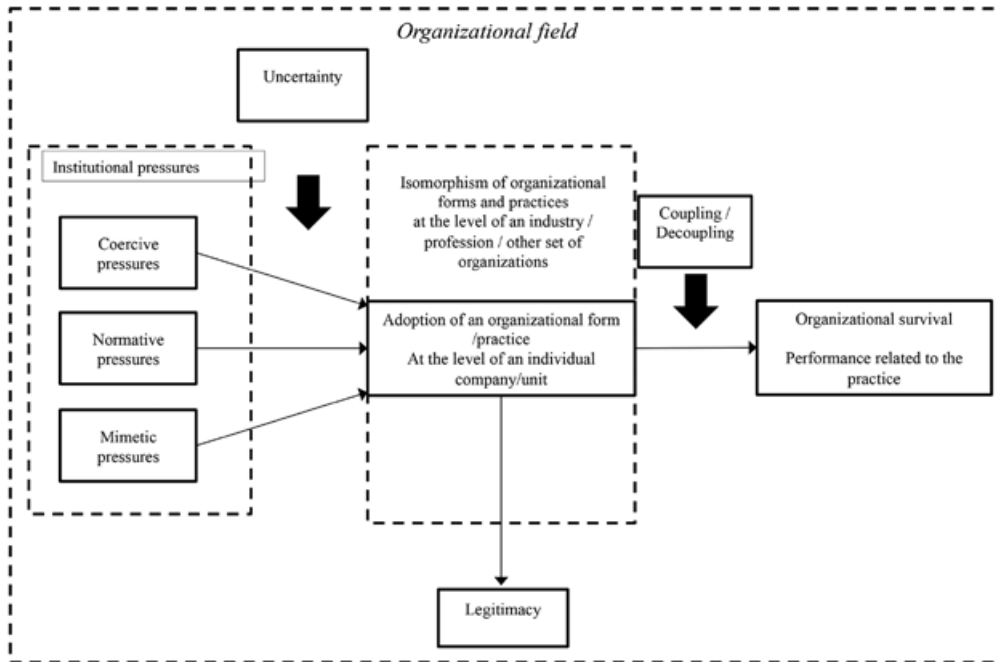 Organizational field
Uncertainty
Institutional pressures
Coercive
pressures
Normative
pressures
Mimetic
pressures
Isomorphism of organizational
forms and practices
at the level of an industry /
profession / other set of
organizations
Adoption of an organizational form
/practice
At the level of an individual
company/unit
Coupling /
Decoupling
Organizational survival
Performance related to the
practice
Legitimacy